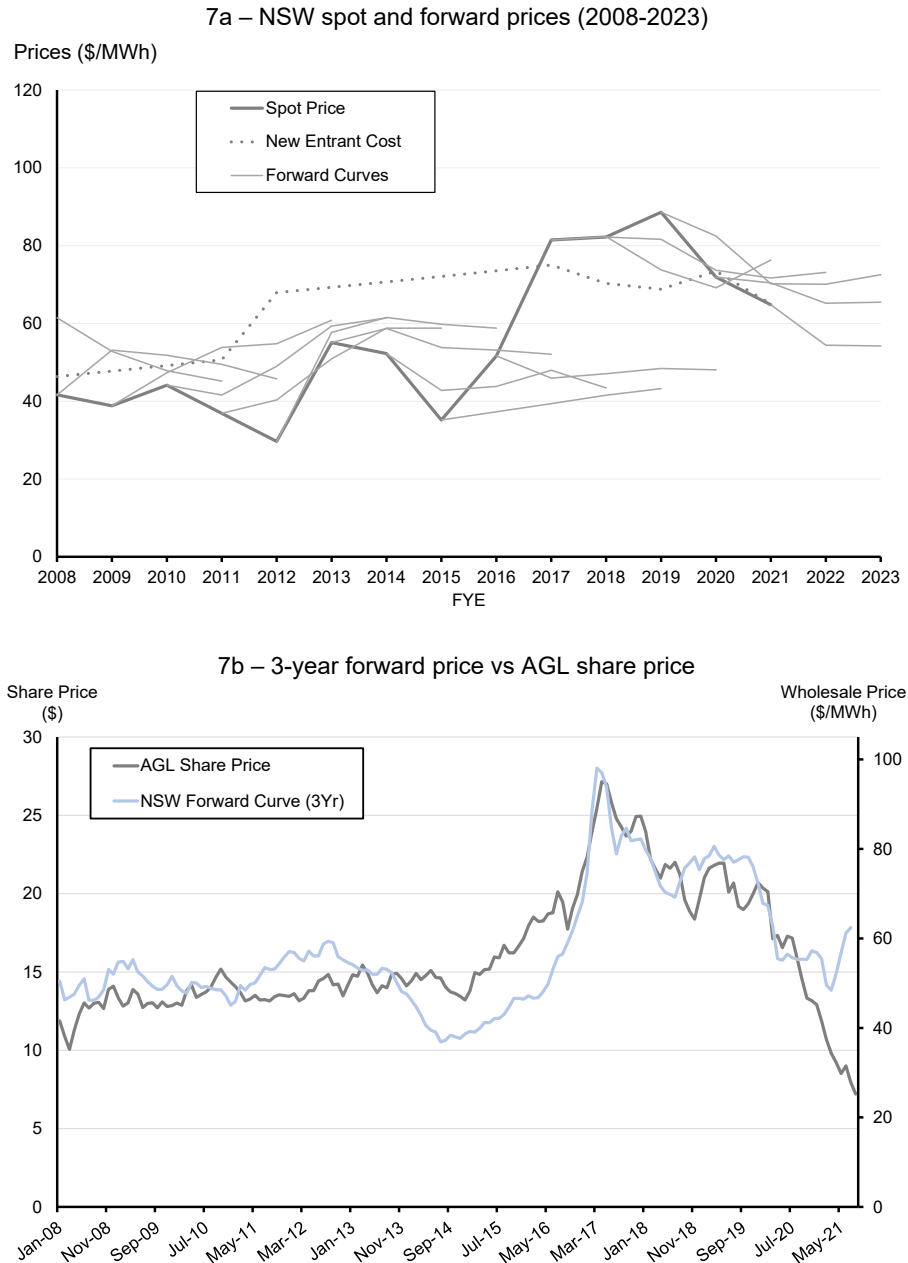 7a – NSW spot and forward prices (2008-2023)
Prices ($/MWh)
120
100
80
60
40
20
0
Spot Price
New Entrant Cost
Forward Curves
2008 2009 2010 2011 2012 2013 2014 2015 2016 2017 2018 2019 2020 2021 2022 2023
FYE
7b – 3-year forward price vs AGL share price
Share Price
($)
Wholesale Price
($/MWh)
30
25
20
15
10
5
0
AGL Share Price
NSW Forward Curve (3Yr)
100
80
60
40
20
0
Jan-08 Nov-08 Sep-09 Jul-10 May-11 Mar-12 Jan-13 Nov-13 Sep-14 Jul-15 May-16 Mar-17 Jan-18 Nov-18 Sep-19 Jul-20 May-21